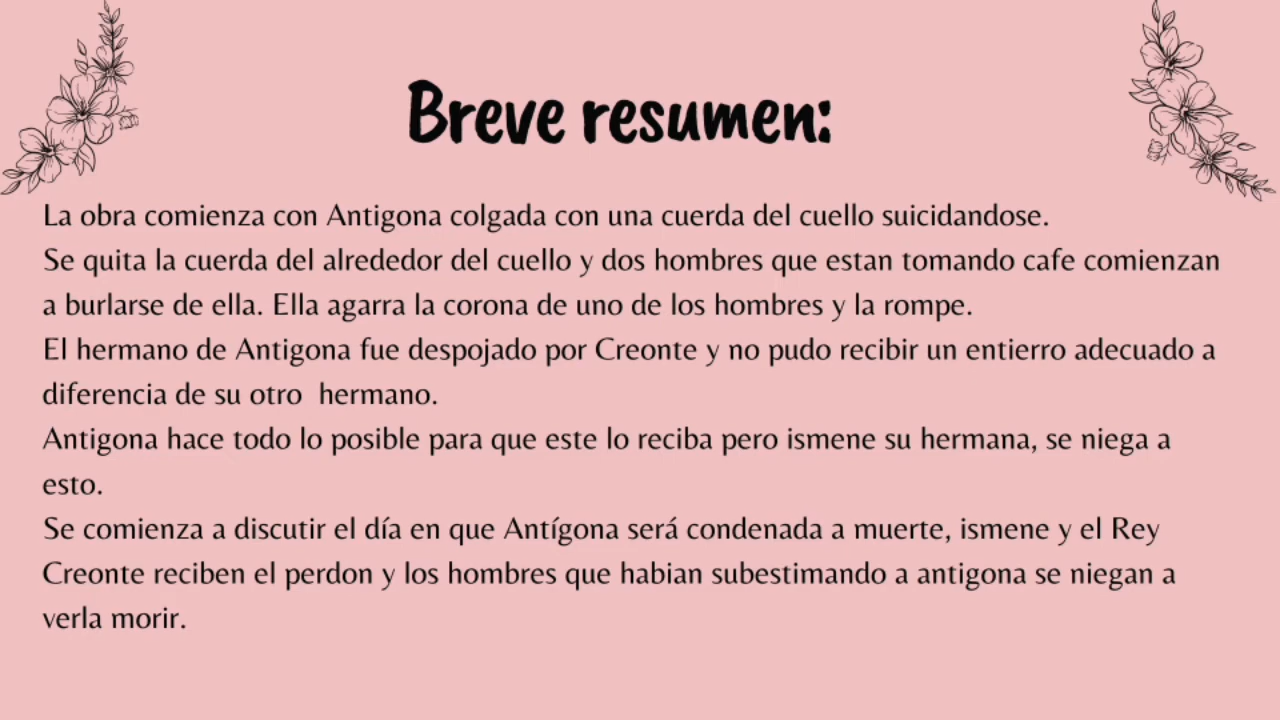 Breve resumen:
La obra comienza con Antigona colgada con una cuerda del cuello suicidandose.
Se quita la cuerda del alrededor del cuello y dos hombres que estan tomando cafe comienzan
a burlarse de ella. Ella agarra la corona de uno de los hombres y la rompe.
El hermano de Antigona fue despojado por Creonte y no pudo recibir un entierro adecuado a
diferencia de su otro  hermano.
Antigona hace todo lo posible para que este lo reciba pero ismene su hermana, se niega a
esto.
Se comienza a discutir el día en que Antígona será condenada a muerte, ismene y el Rey
Creonte reciben el perdon y los hombres que habian subestimando a antigona se niegan a
verla morir.